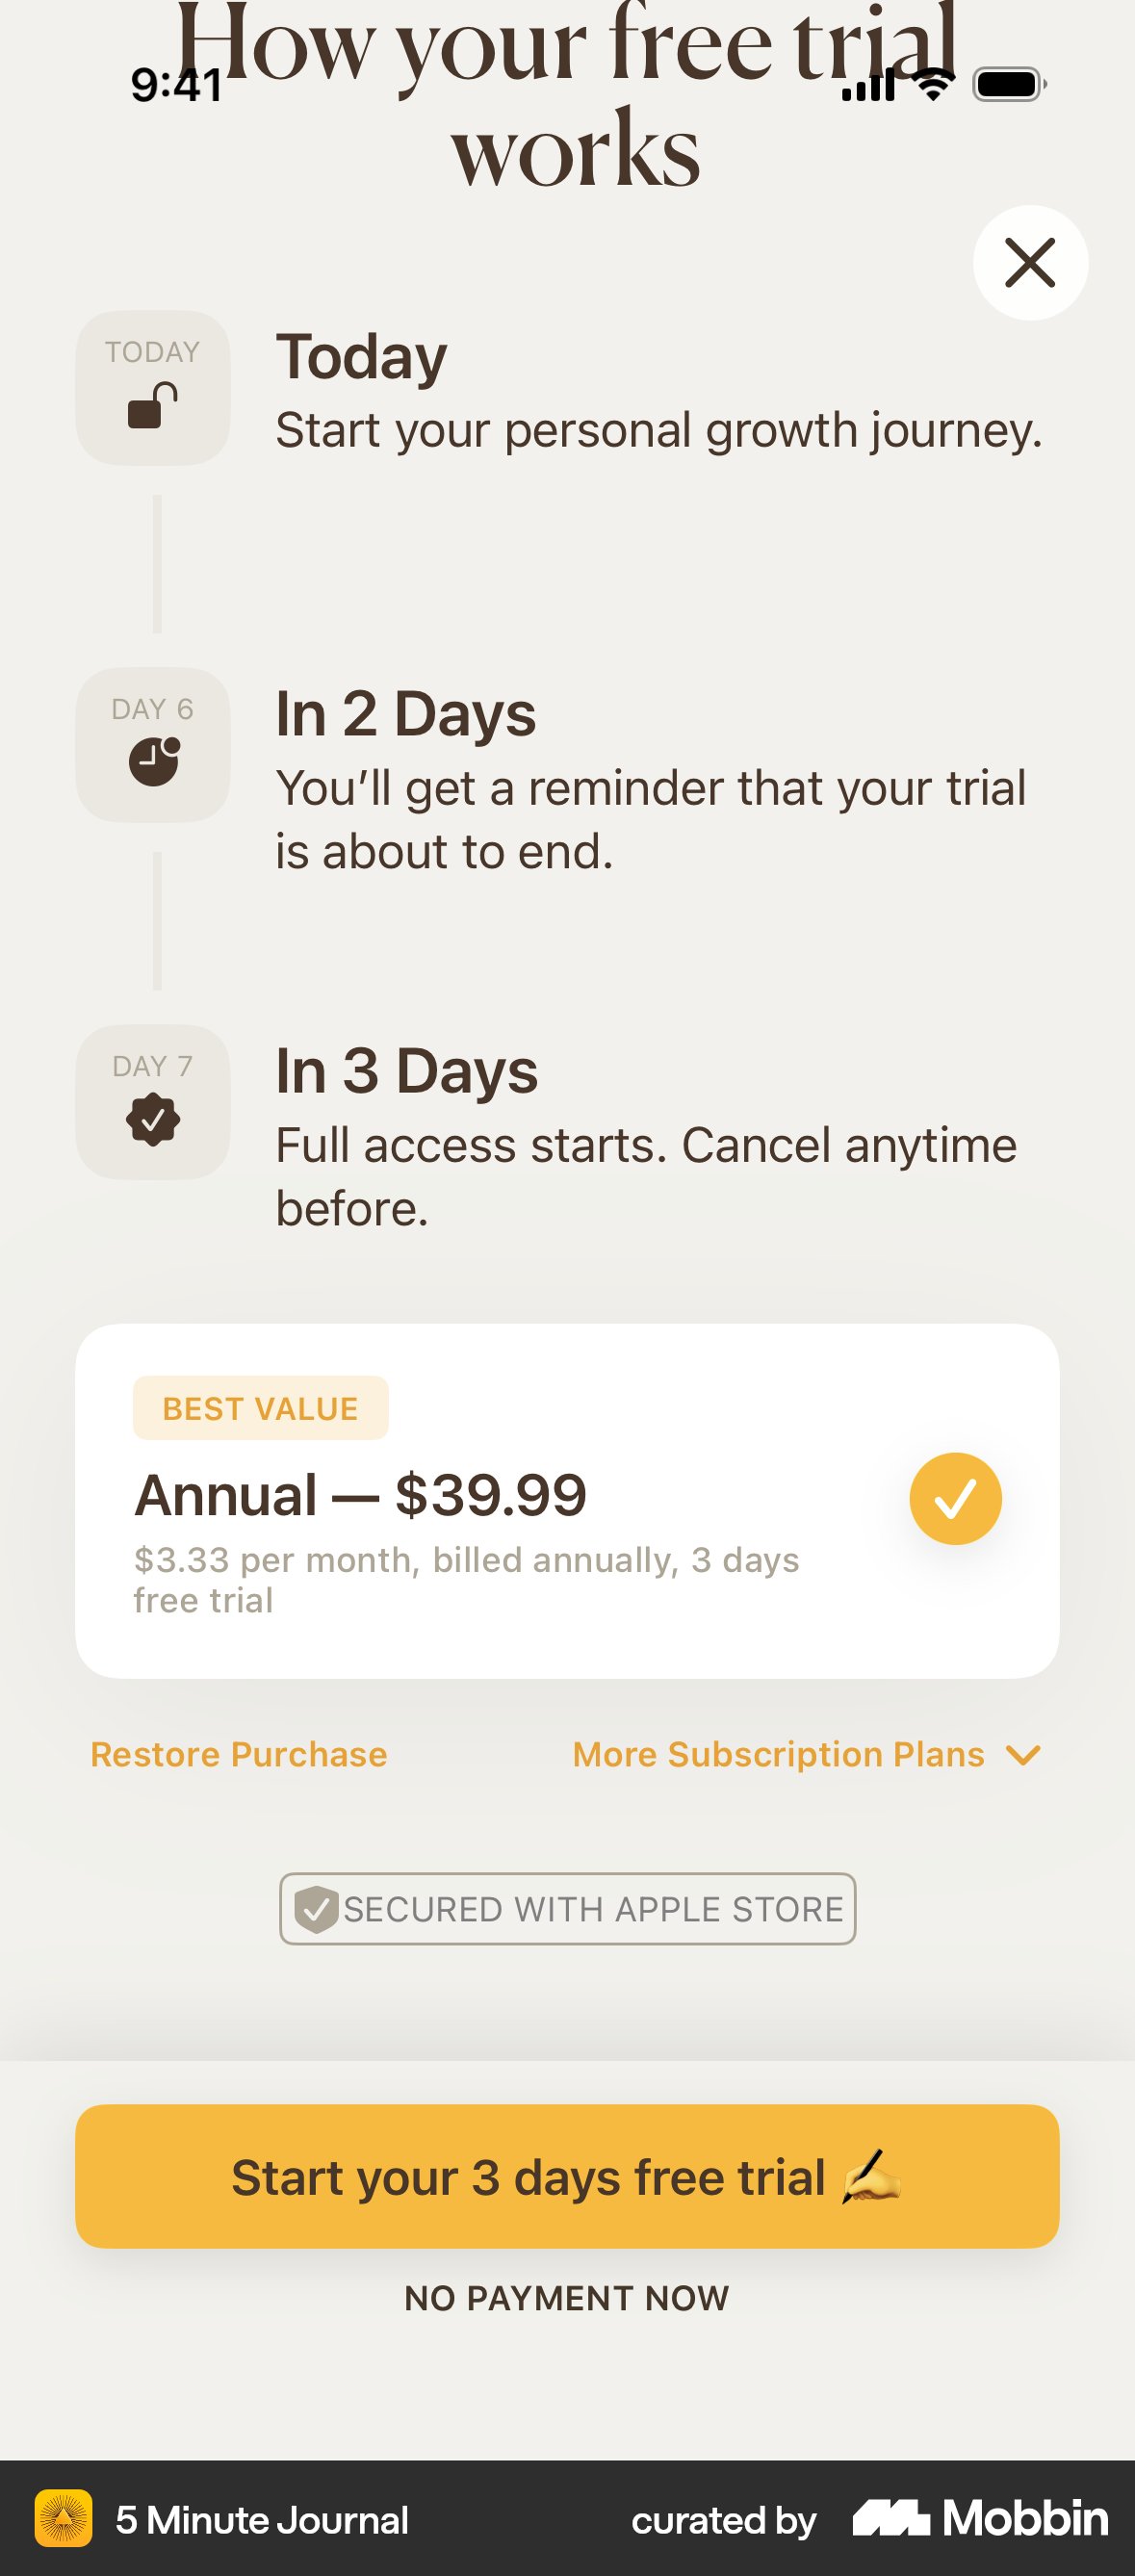 How your free trial
works
9:41
TODAY
Today
Start your personal growth journey.
DAY 6
In 2 Days
You’ll get a reminder that your trial
is about to end.
DAY 7
In 3 Days
Full access starts. Cancel anytime
before.
BEST VALUE
Annual — $39.99
$3.33 per month, billed annually, 3 days
free trial
Restore Purchase
More Subscription Plans
SECURED WITH APPLE STORE
Start your 3 days free trial ✍️
NO PAYMENT NOW
5 Minute Journal
curated by Mobbin